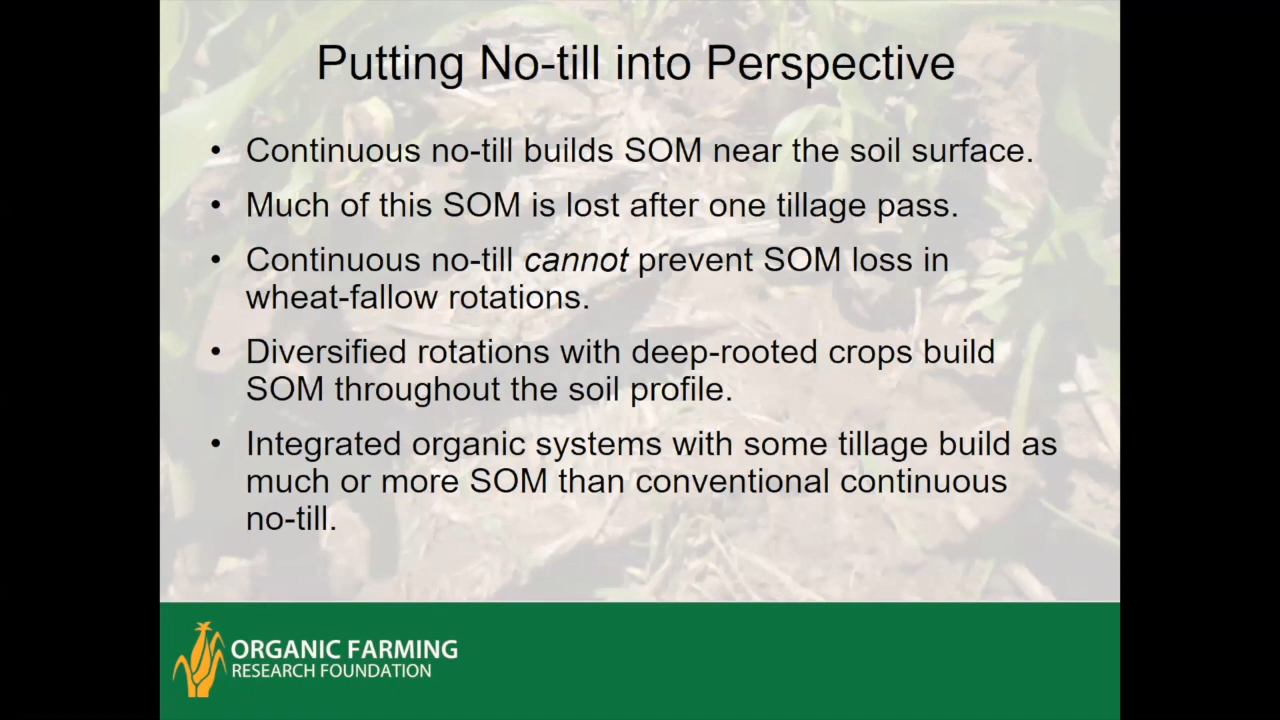 Putting No-till into Perspective
• Continuous no-till builds SOM near the soil surface.
• Much of this SOM is lost after one tillage pass.
• Continuous no-till cannot prevent SOM loss in
wheat-fallow rotations.
• Diversified rotations with deep-rooted crops build
SOM throughout the soil profile.
• Integrated organic systems with some tillage build as
much or more SOM than conventional continuous
no-till.
ORGANIC FARMING
RESEARCH FOUNDATION